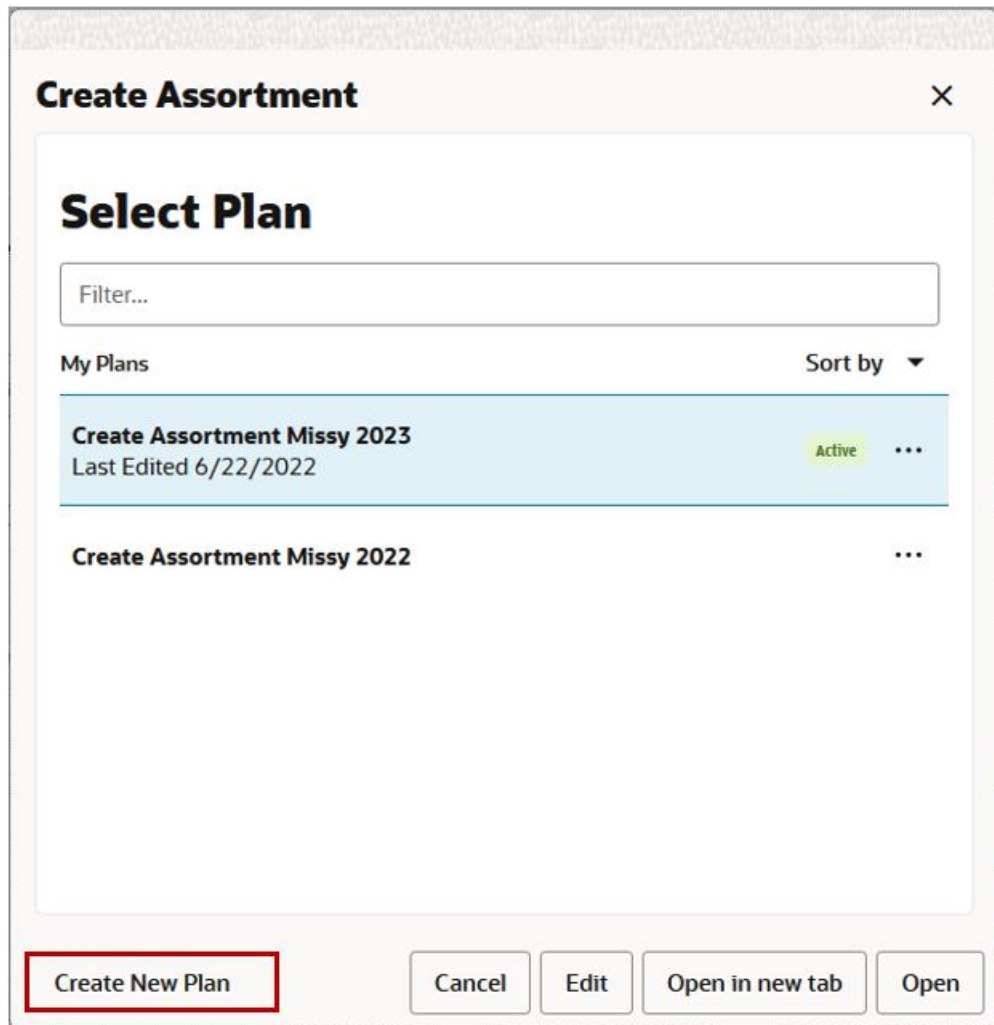 Create Assortment
Select Plan
Filter...
My Plans Sort by
Create Assortment Missy 2023
Last Edited 6/22/2022
Active
Create Assortment Missy 2022
Create New Plan Cancel Edit Open in new tab Open